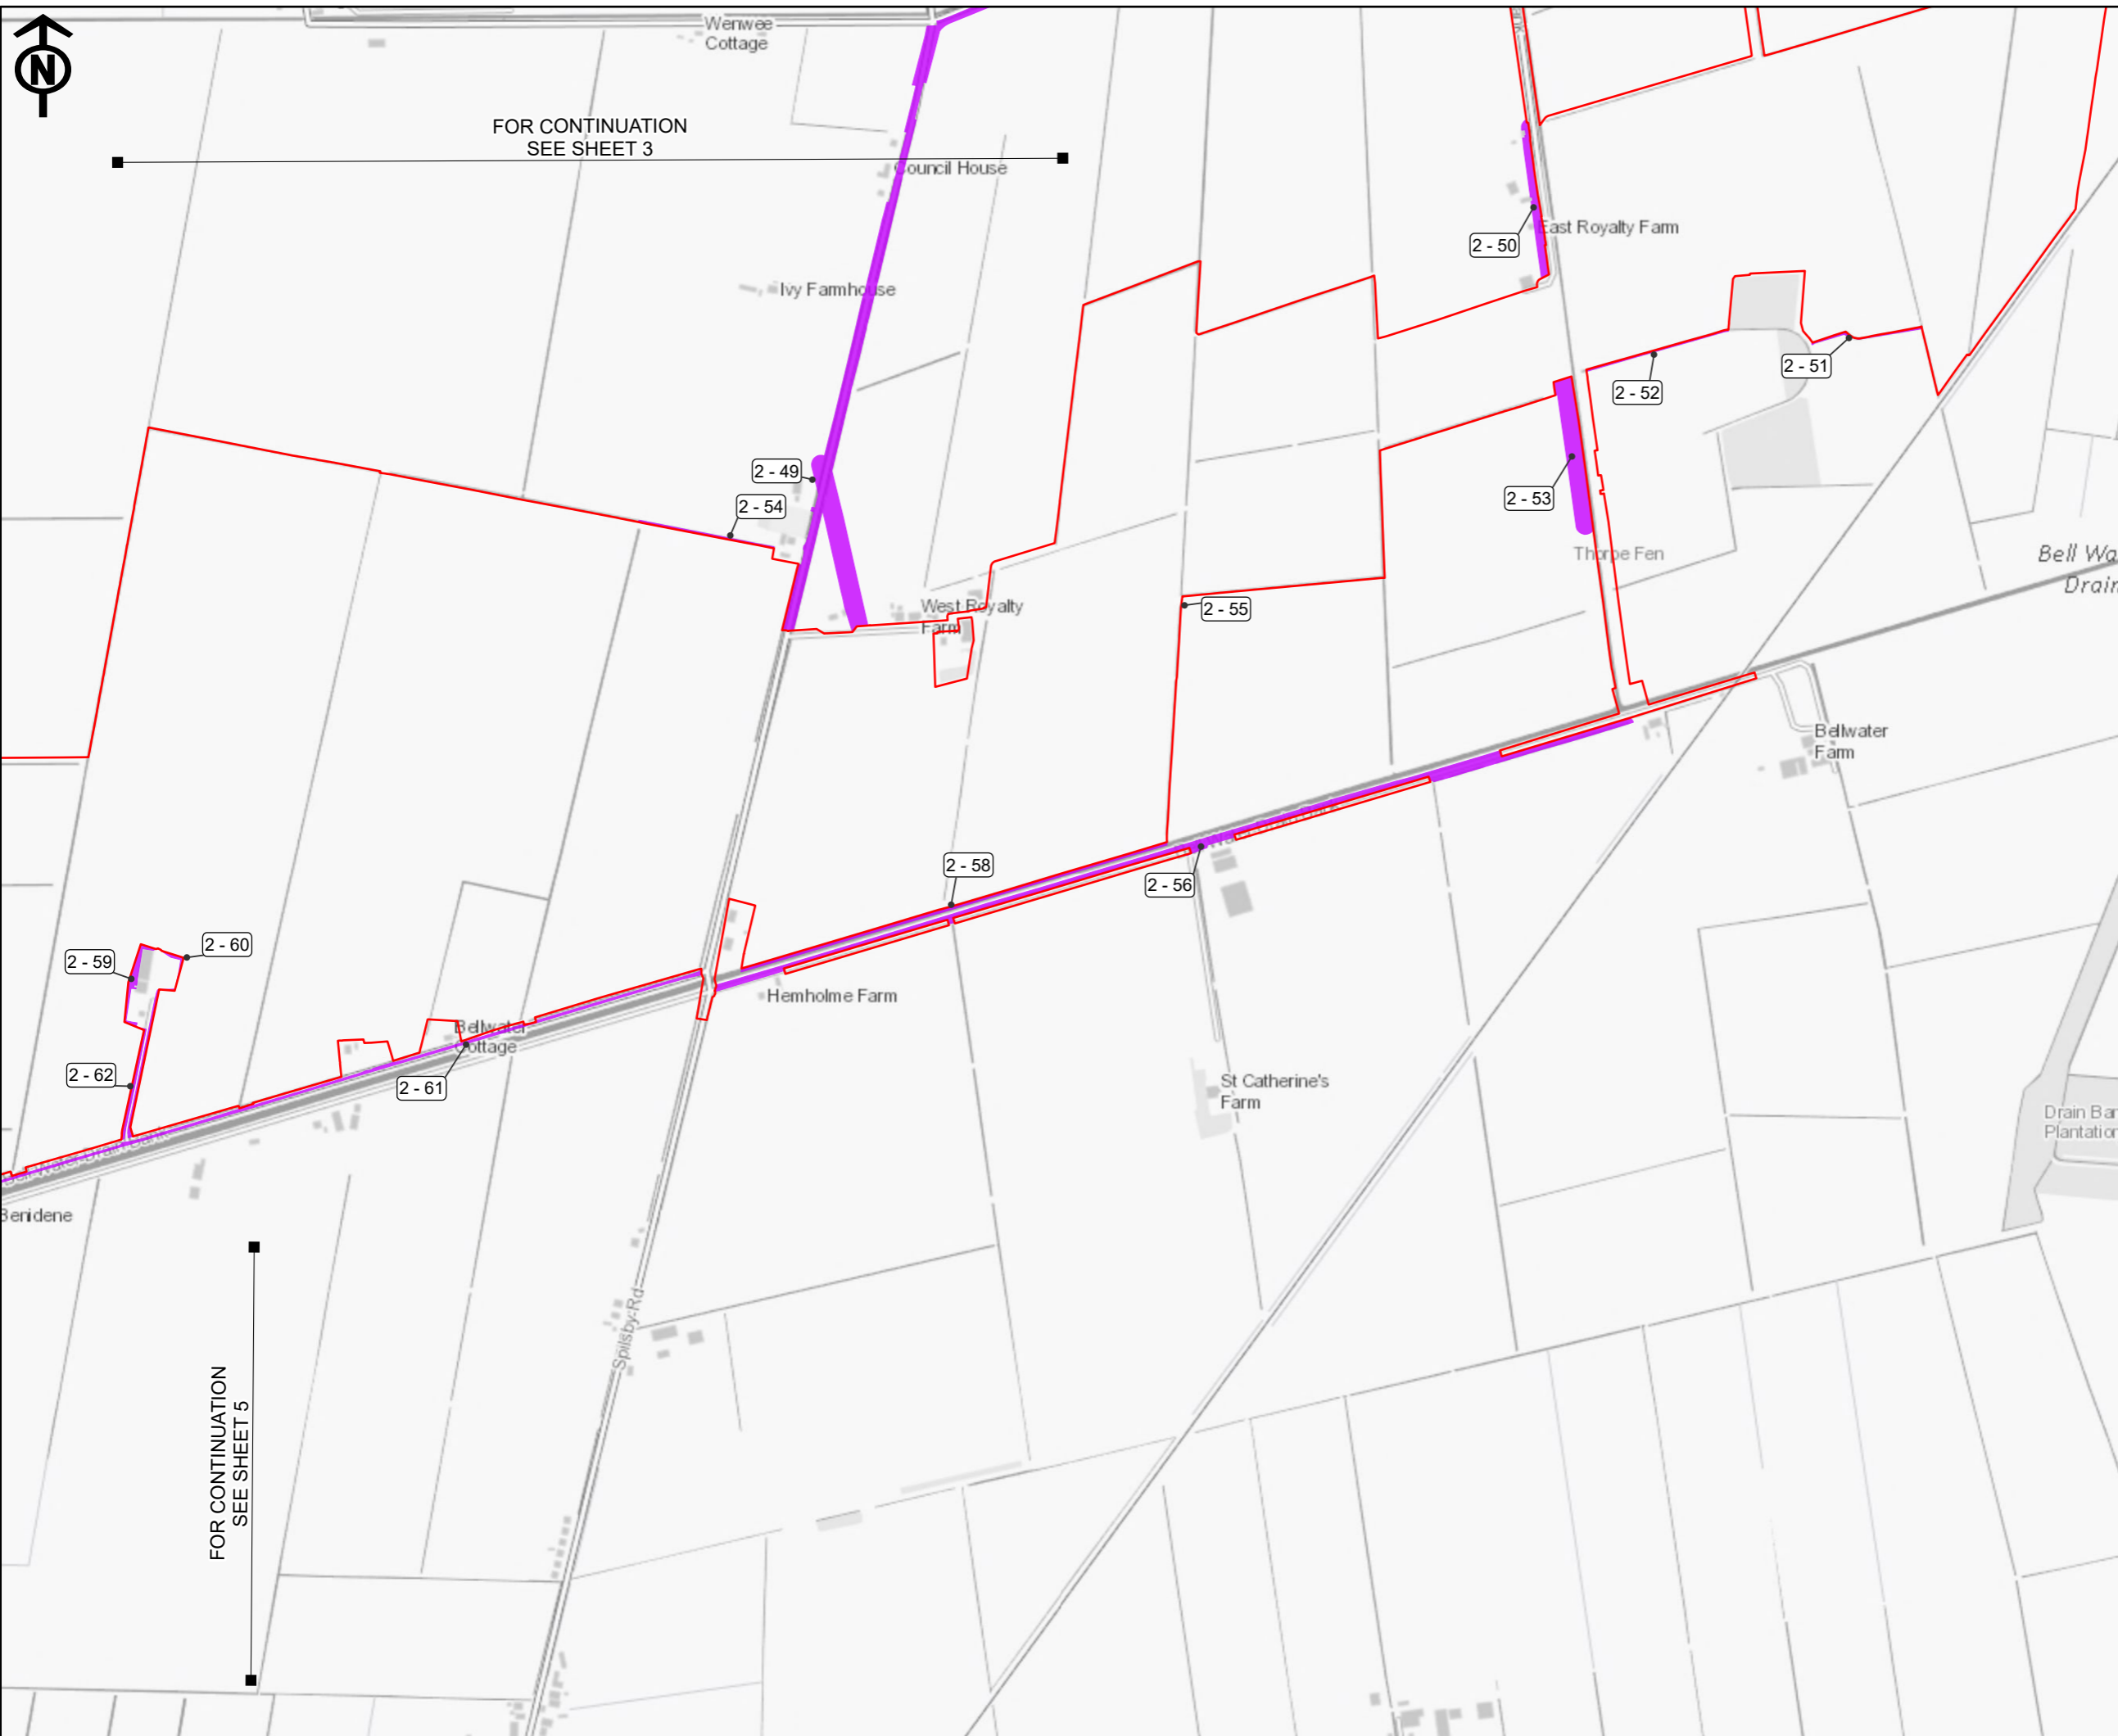 Wenwee
Cottage
N
FOR CONTINUATION
SEE SHEET 3
Council House
2 - 50
East Royalty Farm
Ivy Farmhouse
2 - 51
2 - 52
2 - 49
2 - 54
2 - 53
Thorpe Fen
Bell Wa
Drain
West Royalty
Farm
2 - 55
Bellwater
Farm
2 - 58
2 - 56
2 - 59
2 - 60
Hemholme Farm
Bellwater
Cottage
2 - 62
2 - 61
St Catherine's
Farm
Drain Ban
Plantation
Benidene
FOR CONTINUATION
SEE SHEET 5
Spilsby Rd